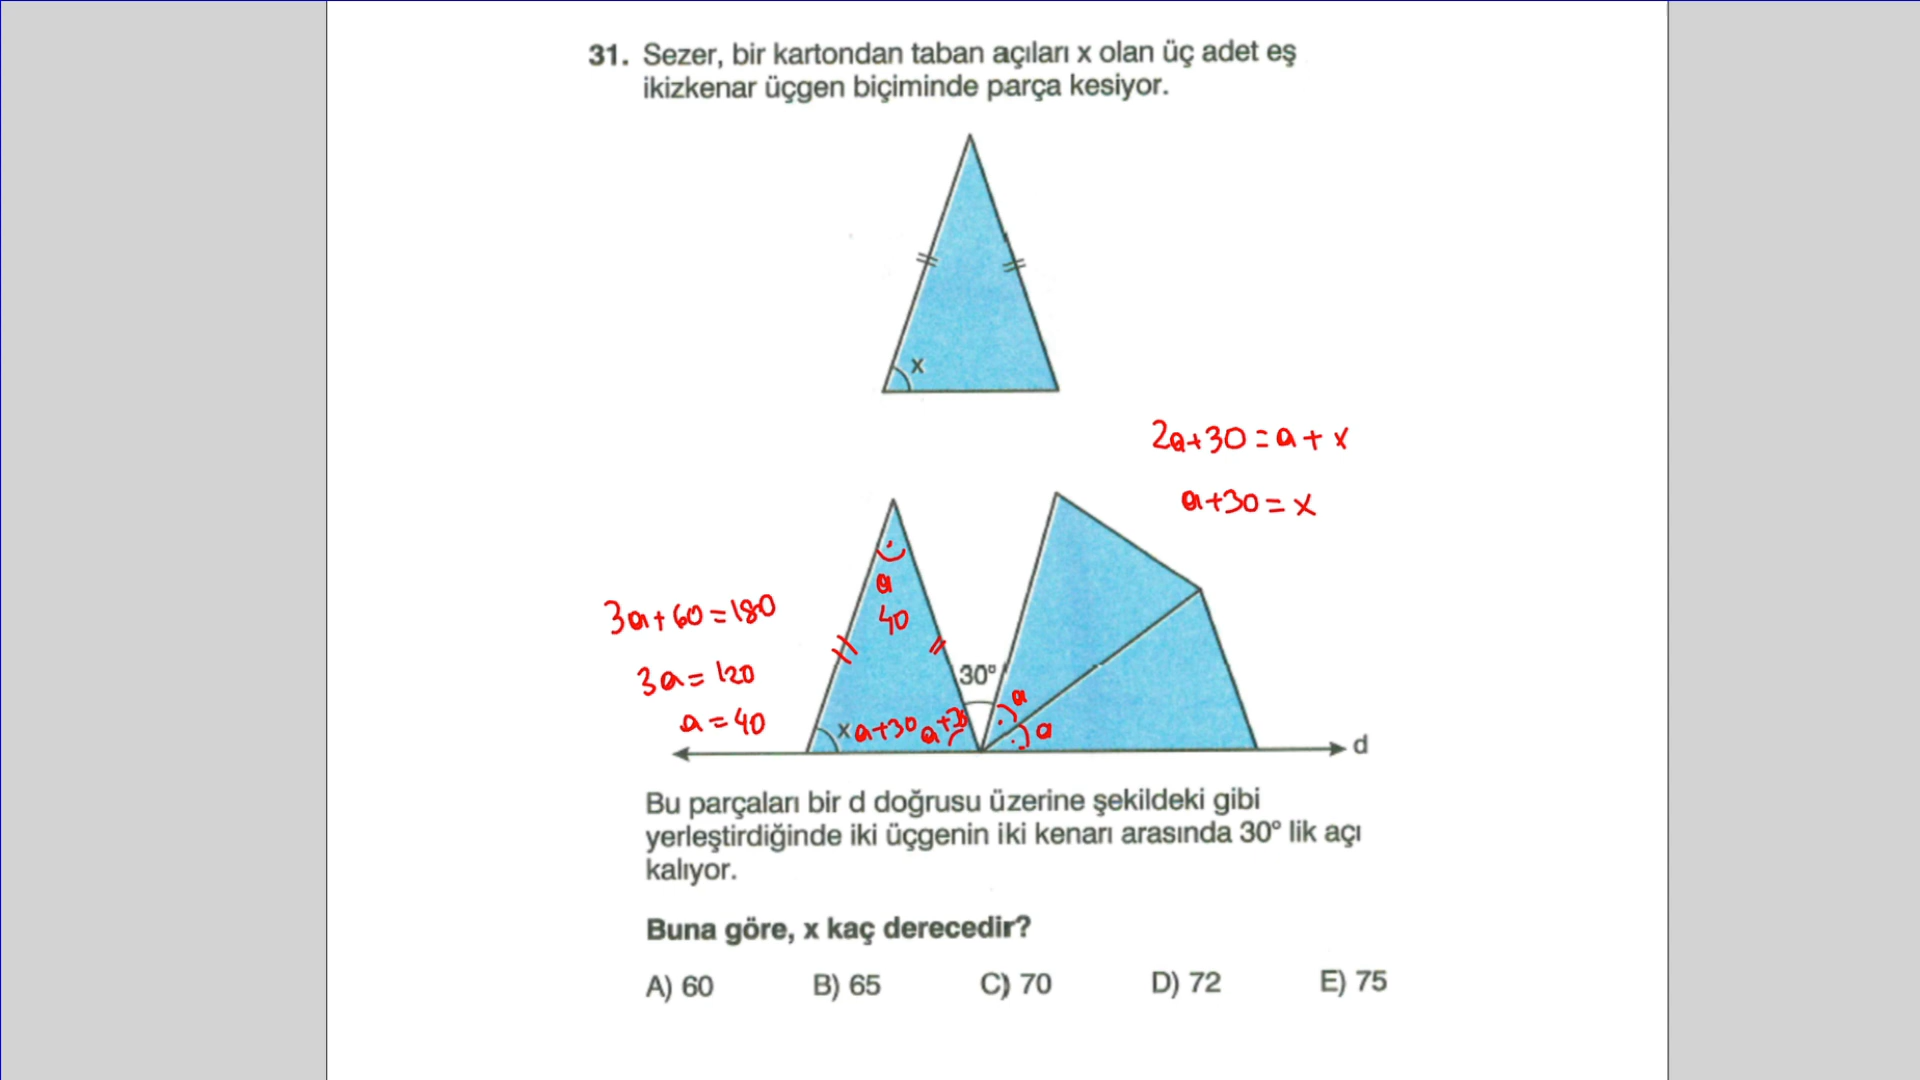 31. Sezer, bir kartondan taban açıları x olan üç adet eş
ikizkenar üçgen biçiminde parça kesiyor.
x
2a+30=a+x
a+30=x
3a+60=180
3a=120
a=40
a
40
30°
x a+30 a+30
a
a
d
Bu parçaları bir d doğrusu üzerine şekildeki gibi
yerleştirdiğinde iki üçgenin iki kenarı arasında 30° lik açı
kalıyor.
Buna göre, x kaç derecedir?
A) 60 B) 65 C) 70 D) 72 E) 75